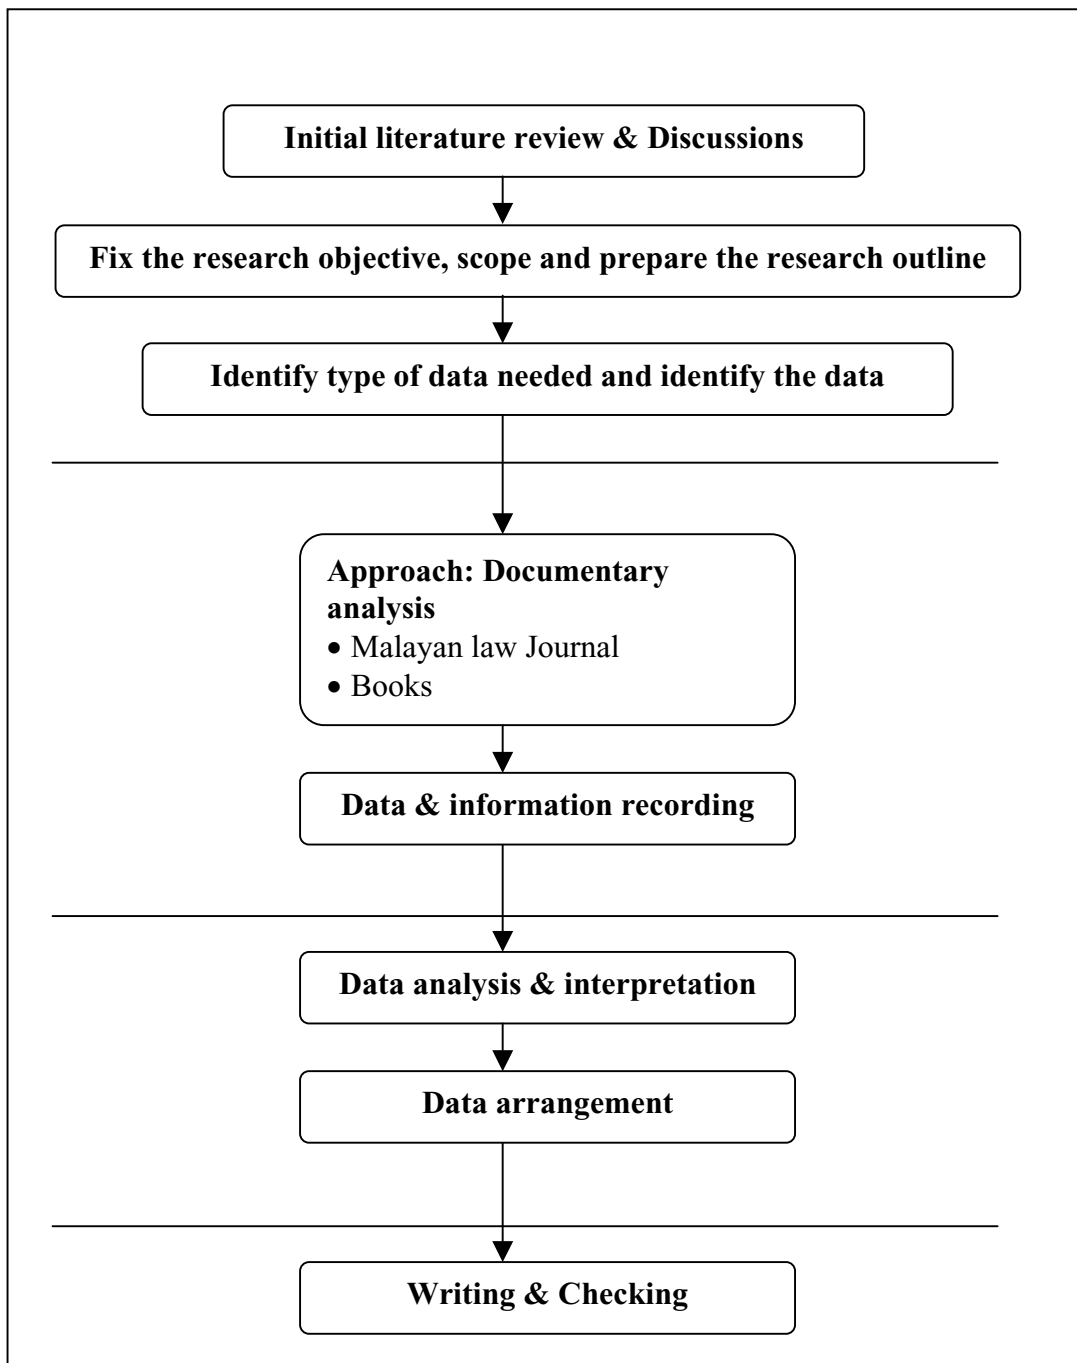 Initial literature review & Discussions
Fix the research objective, scope and prepare the research outline
Identify type of data needed and identify the data
Approach: Documentary
analysis
• Malayan law Journal
• Books
Data & information recording
Data analysis & interpretation
Data arrangement
Writing & Checking